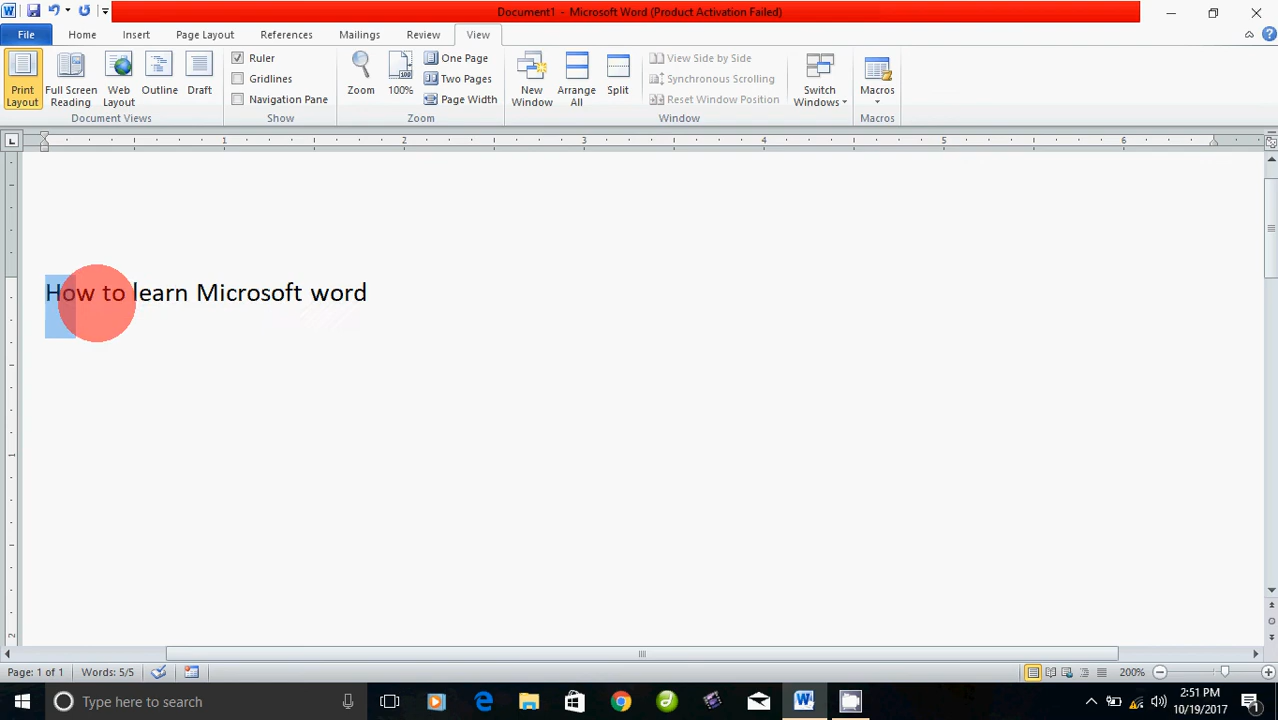 Document1 - Microsoft Word (Product Activation Failed)
File Home Insert Page Layout References Mailings Review View
Print Layout
Full Screen Reading
Web Layout
Outline
Draft
Document Views
Ruler
Gridlines
Navigation Pane
Show
Zoom
100%
One Page
Two Pages
Page Width
Zoom
New Window
Arrange All
Split
View Side by Side
Synchronous Scrolling
Reset Window Position
Window
Switch Windows
Macros
Macros
1 2 3 4 5 6
How to learn Microsoft word
1
2
Page: 1 of 1 Words: 5/5 200%
Type here to search
2:51 PM
10/19/2017